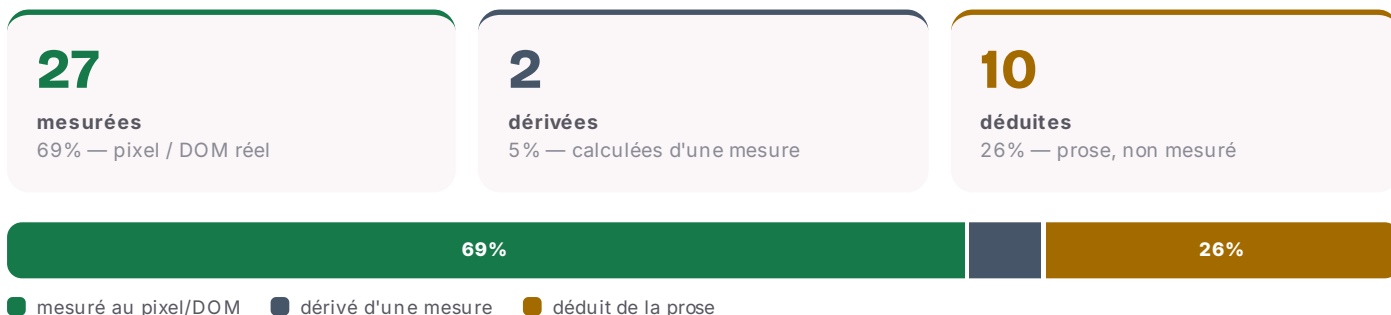 27
mesurées
69% — pixel / DOM réel
2
dérivées
5% — calculées d'une mesure
10
déduites
26% — prose, non mesuré
69%
26%
mesuré au pixel/DOM
dérivé d'une mesure
déduit de la prose